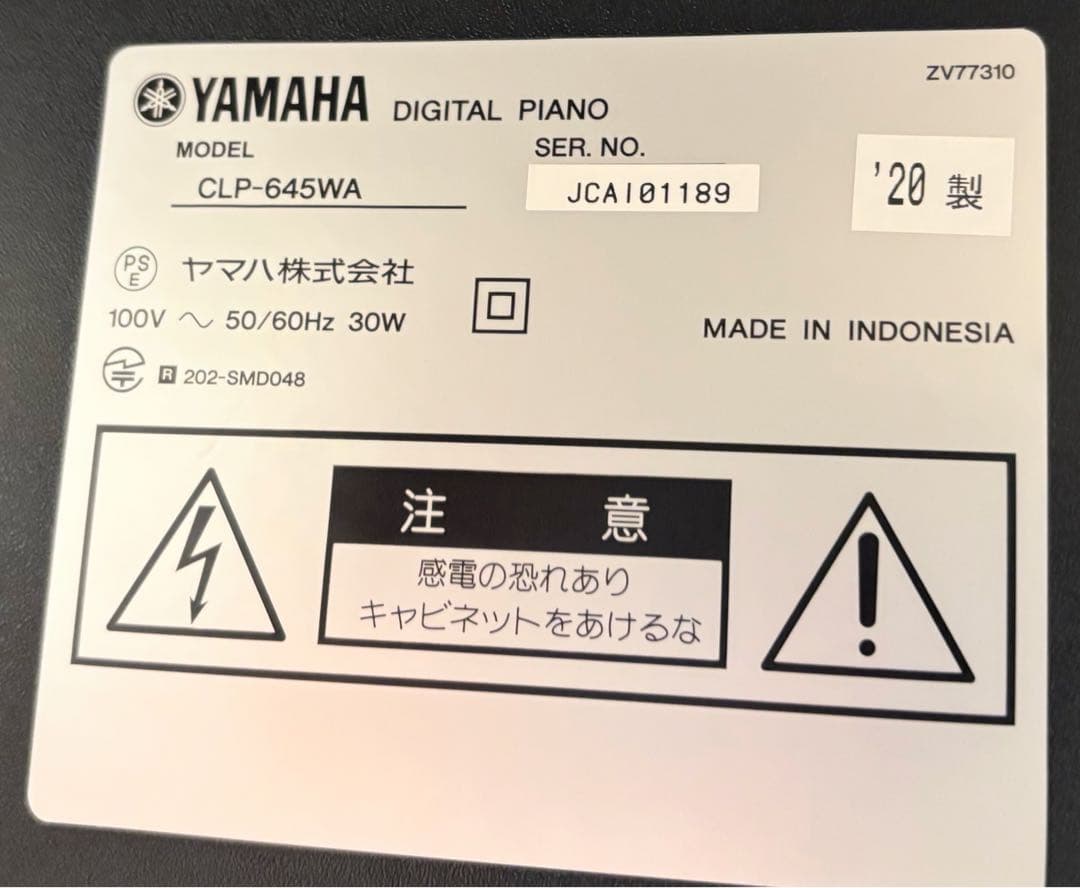 ZV77310
YAMAHA DIGITAL PIANO
MODEL
CLP-645WA
SER. NO.
JCAI01189
'20 製
PS
E
ヤマハ株式会社
100V ～ 50/60Hz 30W
MADE IN INDONESIA
R 202-SMD048
注 意
感電の恐れあり
キャビネットをあけるな